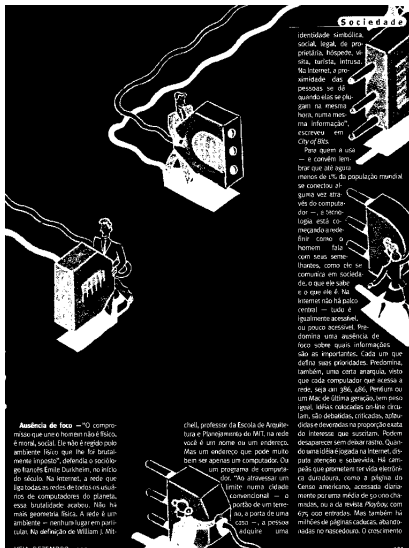 Sociedade
Ausência de foco — "O compro-
misso que une o homem não é físico,
é moral, social. Ele não é regido pelo
ambiente físico que lhe foi brutal-
mente imposto", defendia o sociólo-
go francês Emile Durkheim, no início
do século. Na Internet, a rede que
liga todas as redes de todos os usuá-
rios de computadores do planeta,
essa brutalidade acabou. Não há
mais geometria física. A rede é um
ambiente — nenhum lugar em parti-
cular. Na definição de William J. Mit-
chell, professor da Escola de Arquite-
tura e Planejamento do MIT, na rede
você é um nome ou um endereço.
Mas um endereço que pode muito
bem ser apenas um computador. Ou
um programa de computa-
dor. "Ao atravessar um
limite numa cidade
convencional — o
portão de um terre-
no, a porta de uma
casa —, a pessoa
adquire uma
identidade simbólica,
social, legal, de pro-
prietária, hóspede, vi-
sita, turista, intrusa.
Na Internet, a pro-
ximidade das
pessoas se dá
quando elas se plu-
gam na mesma
hora, numa mes-
ma informação",
escreveu em
City of Bits.
Para quem a usa
— e convém lem-
brar que até agora
menos de 1% da população mundial
se conectou al-
guma vez atra-
vés do computa-
dor —, a tecno-
logia está co-
meçando a rede-
finir como o
homem fala
com seus seme-
lhantes, como ele se
comunica em socieda-
de, o que ele sabe
e o que ele é. Na
Internet não há palco
central — tudo é
igualmente acessível,
ou pouco acessível. Pre-
domina uma ausência de
foco sobre quais informações
são as importantes. Cada um que
defina suas prioridades. Predomina,
também, uma certa anarquia, visto
que cada computador que acessa a
rede, seja um 386, 486, Pentium ou
um Mac de última geração, tem peso
igual. Idéias colocadas on-line circu-
lam, são debatidas, criticadas, aplau-
didas e devoradas na proporção exata
do interesse que suscitam. Podem
desaparecer sem deixar rastro. Quan-
do uma idéia é jogada na Internet, dis-
puta atenção e sobrevida. Há cam-
peãs que prometem ter vida eletrôni-
ca duradoura, como a página do
Censo americano, acessada diaria-
mente por uma média de 50 000 cha-
madas, ou a da revista Playboy, com
675 000 entradas. Mas também há
milhões de páginas caducas, abando-
nadas no nascedouro. O crescimento